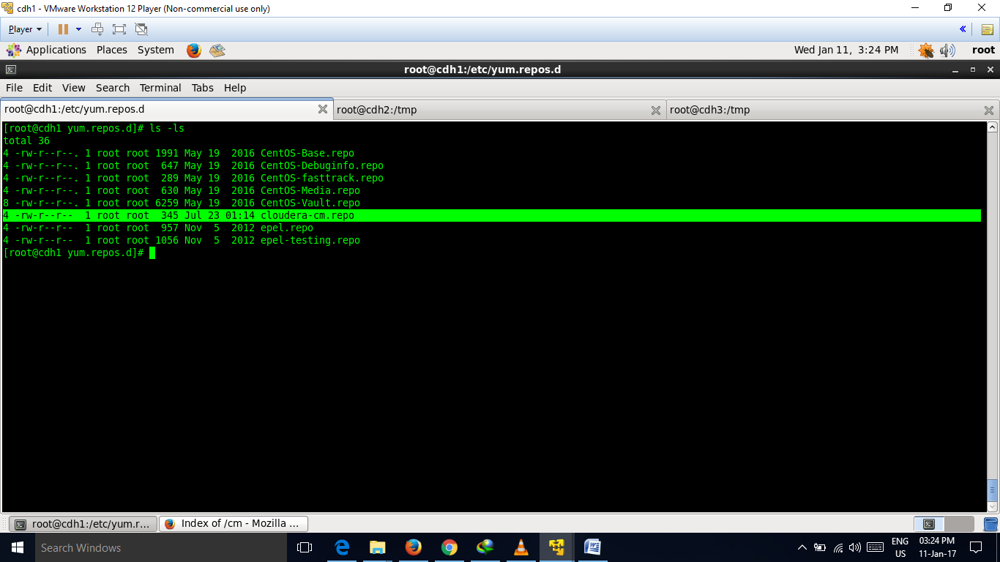 cdh1 - VMware Workstation 12 Player (Non-commercial use only)
Player
Applications Places System Wed Jan 11, 3:24 PM root
root@cdh1:/etc/yum.repos.d
File Edit View Search Terminal Tabs Help
root@cdh1:/etc/yum.repos.d root@cdh2:/tmp root@cdh3:/tmp
[root@cdh1 yum.repos.d]# ls -ls
total 36
4 -rw-r--r--. 1 root root 1991 May 19  2016 CentOS-Base.repo
4 -rw-r--r--. 1 root root  647 May 19  2016 CentOS-Debuginfo.repo
4 -rw-r--r--. 1 root root  289 May 19  2016 CentOS-fasttrack.repo
4 -rw-r--r--. 1 root root  630 May 19  2016 CentOS-Media.repo
8 -rw-r--r--. 1 root root 6259 May 19  2016 CentOS-Vault.repo
4 -rw-r--r--  1 root root  345 Jul 23 01:14 cloudera-cm.repo
4 -rw-r--r--  1 root root  957 Nov  5  2012 epel.repo
4 -rw-r--r--  1 root root 1056 Nov  5  2012 epel-testing.repo
[root@cdh1 yum.repos.d]#
root@cdh1:/etc/yum.r... Index of /cm - Mozilla ...
Search Windows
ENG 03:24 PM
US 11-Jan-17